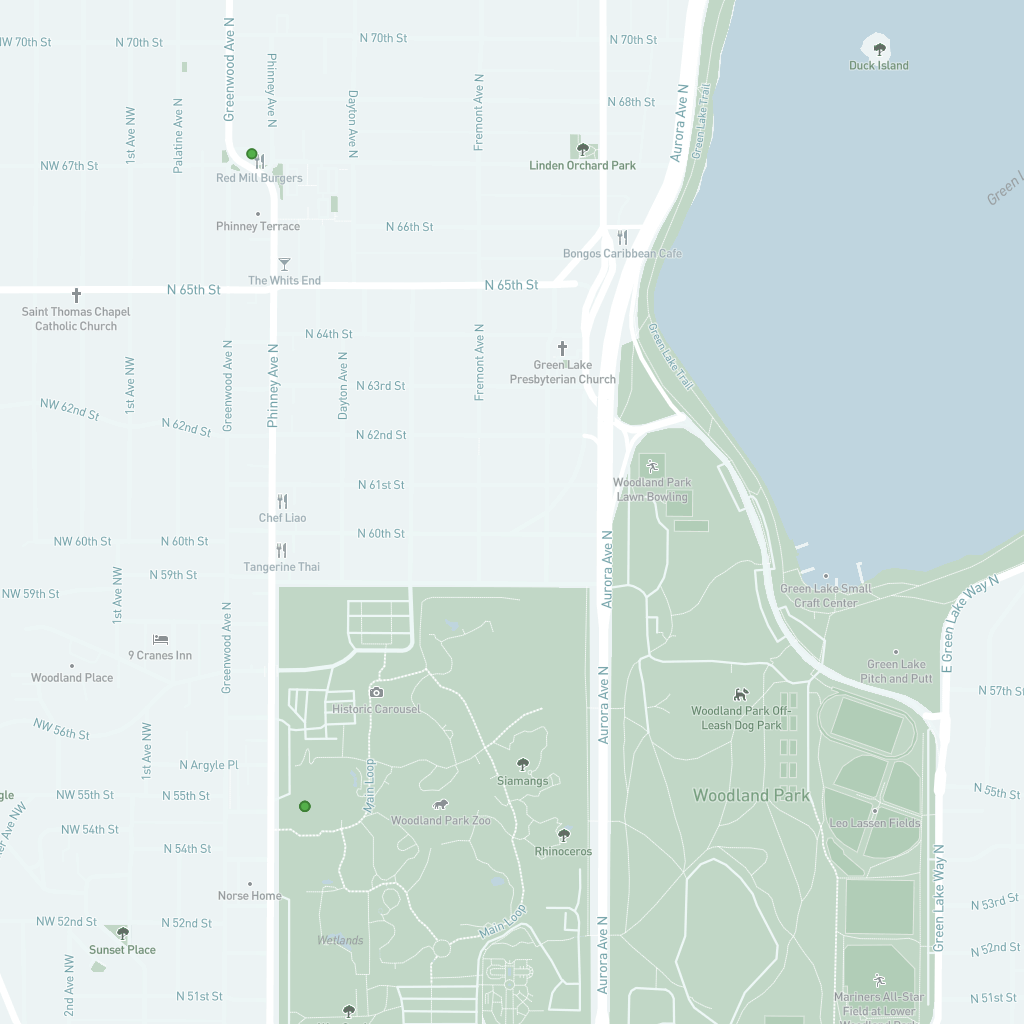 NW 70th St
N 70th St
N 70th St
N 70th St
Greenwood Ave N
Phinney Ave N
Dayton Ave N
Fremont Ave N
Aurora Ave N
Green Lake Trail
Duck Island
1st Ave NW
Palatine Ave N
N 68th St
NW 67th St
Red Mill Burgers
Linden Orchard Park
Phinney Terrace
N 66th St
Bongos Caribbean Cafe
The Whits End
N 65th St
N 65th St
Saint Thomas Chapel
Catholic Church
N 64th St
Greenwood Ave N
Phinney Ave N
Dayton Ave N
Fremont Ave N
1st Ave NW
Green Lake
Presbyterian Church
Green Lake Trail
N 63rd St
NW 62nd St
N 62nd St
N 62nd St
Woodland Park
Lawn Bowling
N 61st St
Chef Liao
N 60th St
NW 60th St
N 60th St
Tangerine Thai
Aurora Ave N
N 59th St
NW 59th St
1st Ave NW
Greenwood Ave N
Green Lake Small
Craft Center
E Green Lake Way N
9 Cranes Inn
Woodland Place
Green Lake
Pitch and Putt
N 57th St
Historic Carousel
Aurora Ave N
Woodland Park Off-
Leash Dog Park
NW 56th St
1st Ave NW
N Argyle Pl
Main Loop
Siamangs
NW 55th St
N 55th St
Woodland Park
N 55th St
Woodland Park Zoo
Leo Lassen Fields
NW 54th St
N 54th St
Rhinoceros
Norse Home
Green Lake Way N
N 53rd St
NW 52nd St
N 52nd St
Main Loop
Sunset Place
Wetlands
Aurora Ave N
N 52nd St
2nd Ave NW
N 51st St
N 51st St
Mariners All-Star
Field at Lower